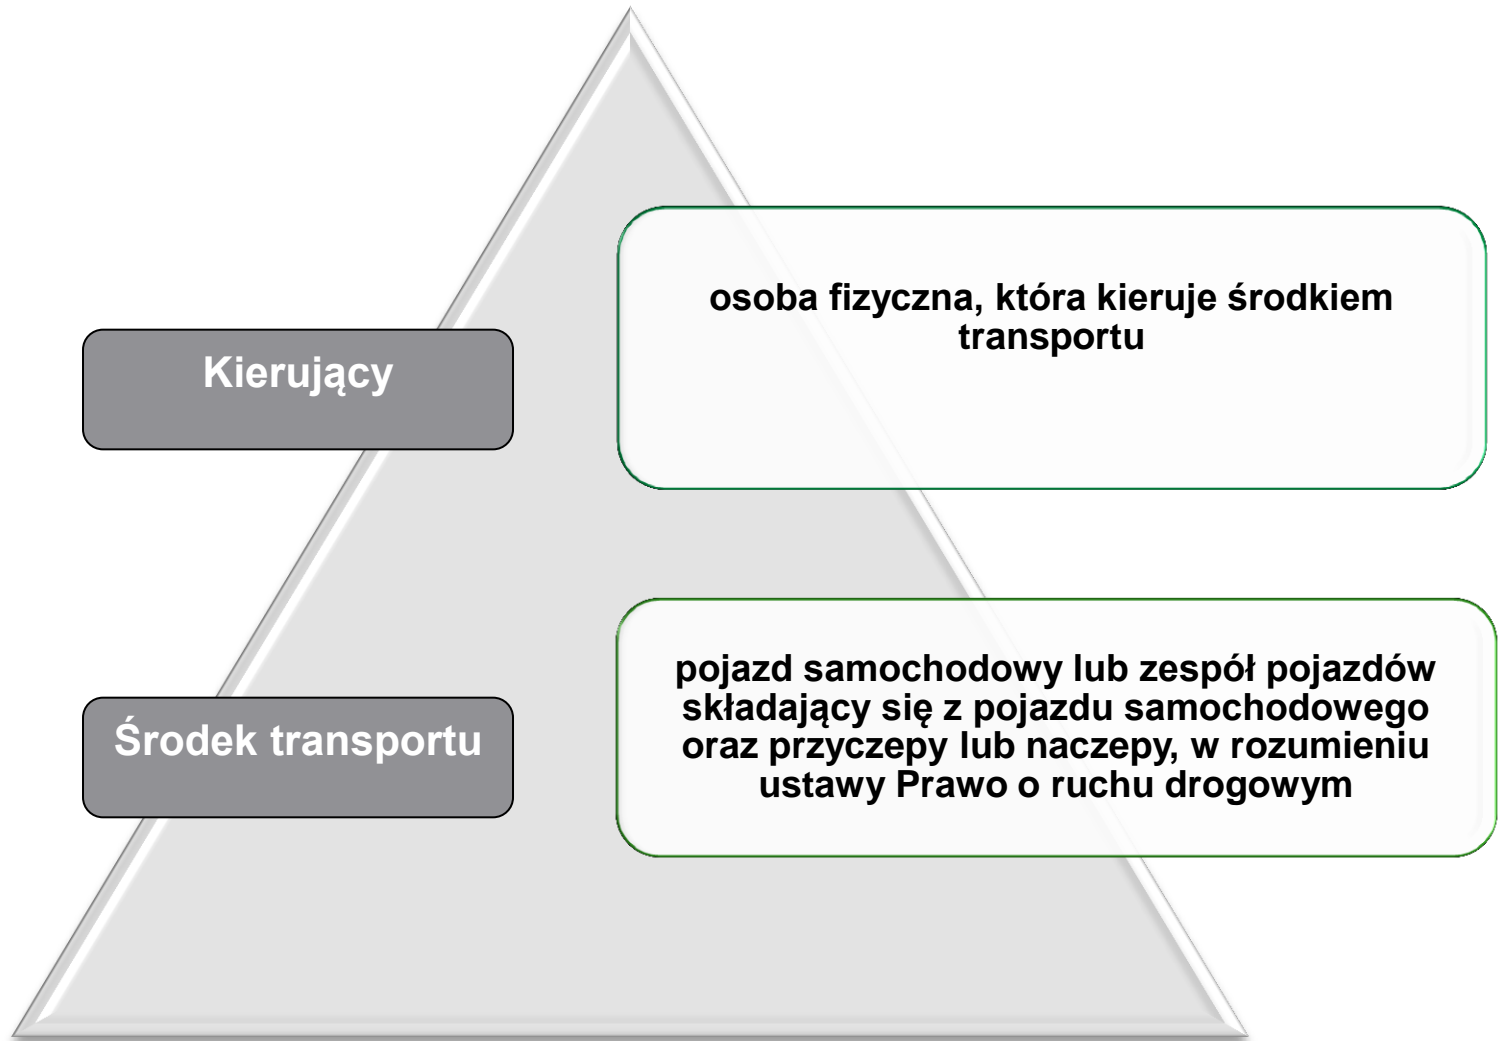 Kierujący
osoba fizyczna, która kieruje środkiem
transportu
Środek transportu
pojazd samochodowy lub zespół pojazdów
składający się z pojazdu samochodowego
oraz przyczepy lub naczepy, w rozumieniu
ustawy Prawo o ruchu drogowym